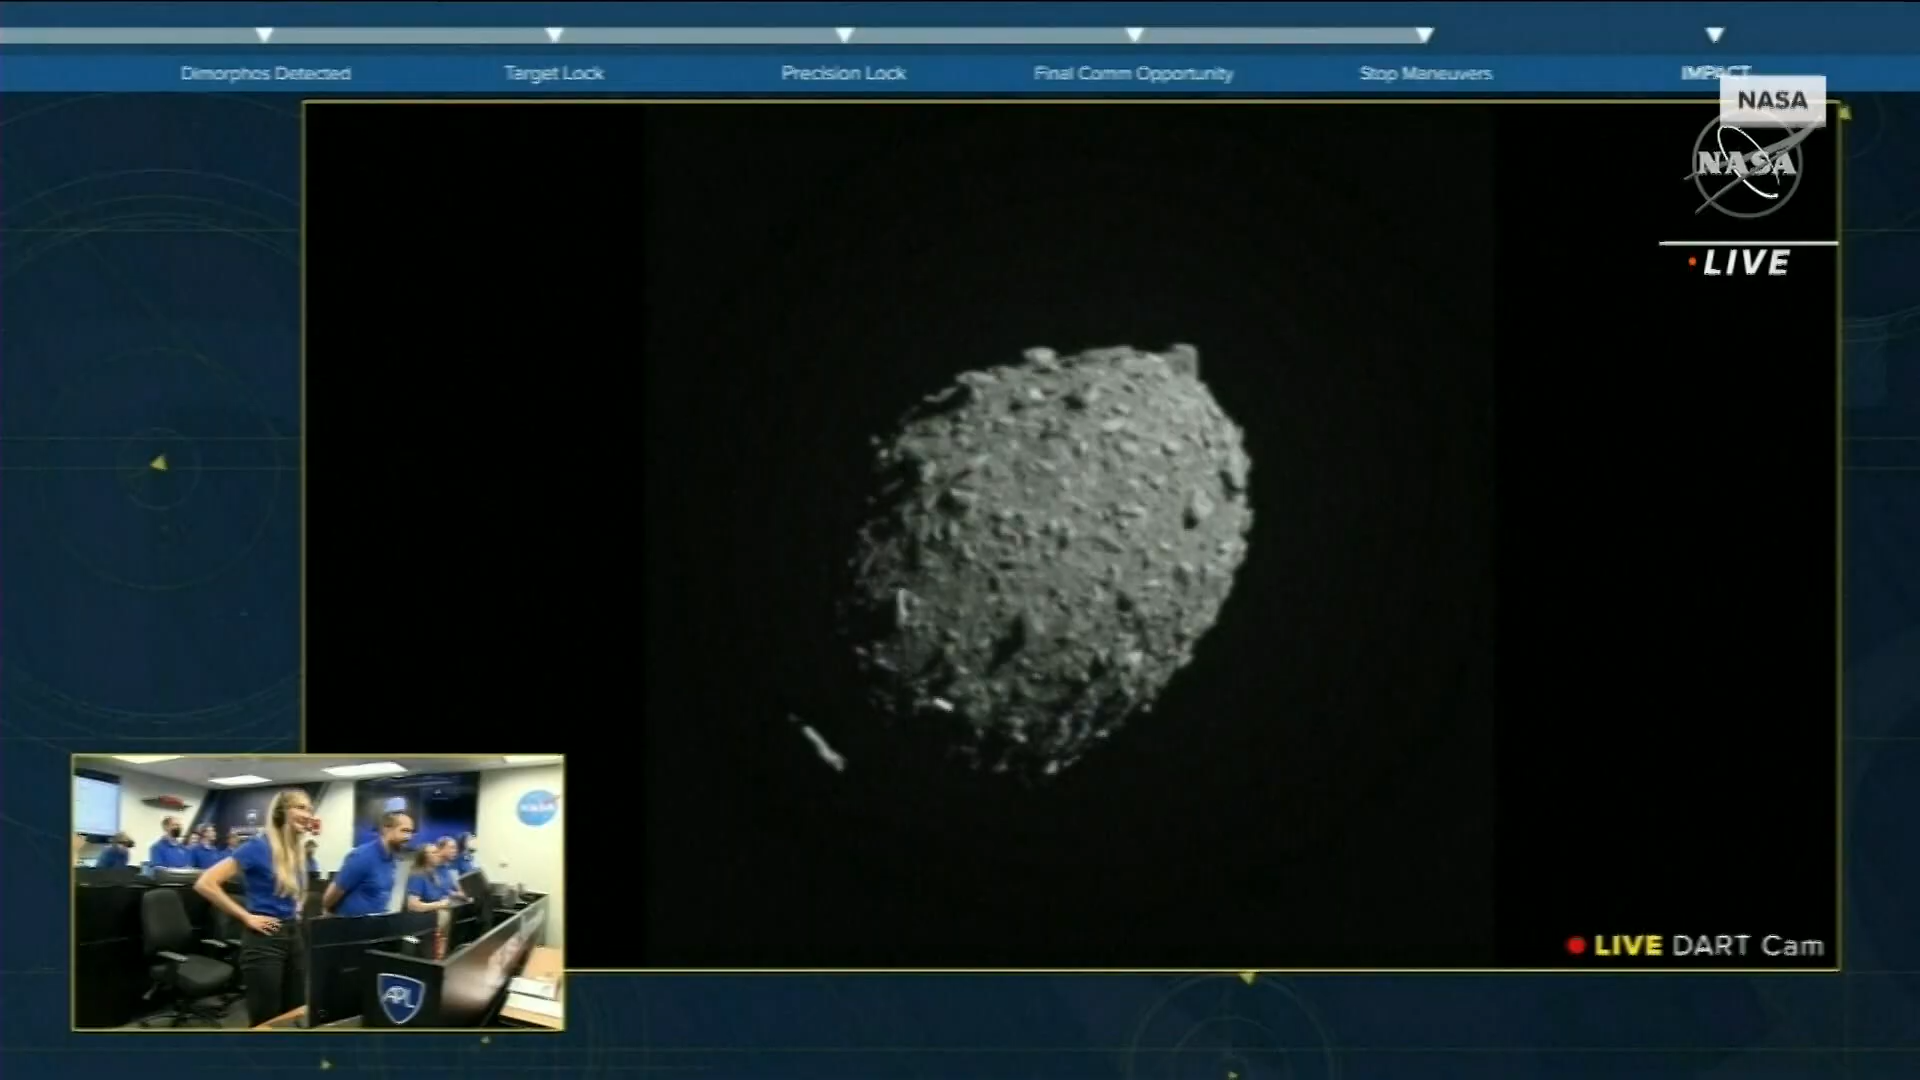 Dimorphos Detected
Target Lock
Precision Lock
Final Comm Opportunity
Stop Maneuvers
IMPACT
NASA
NASA
LIVE
NASA
APL
LIVE DART Cam